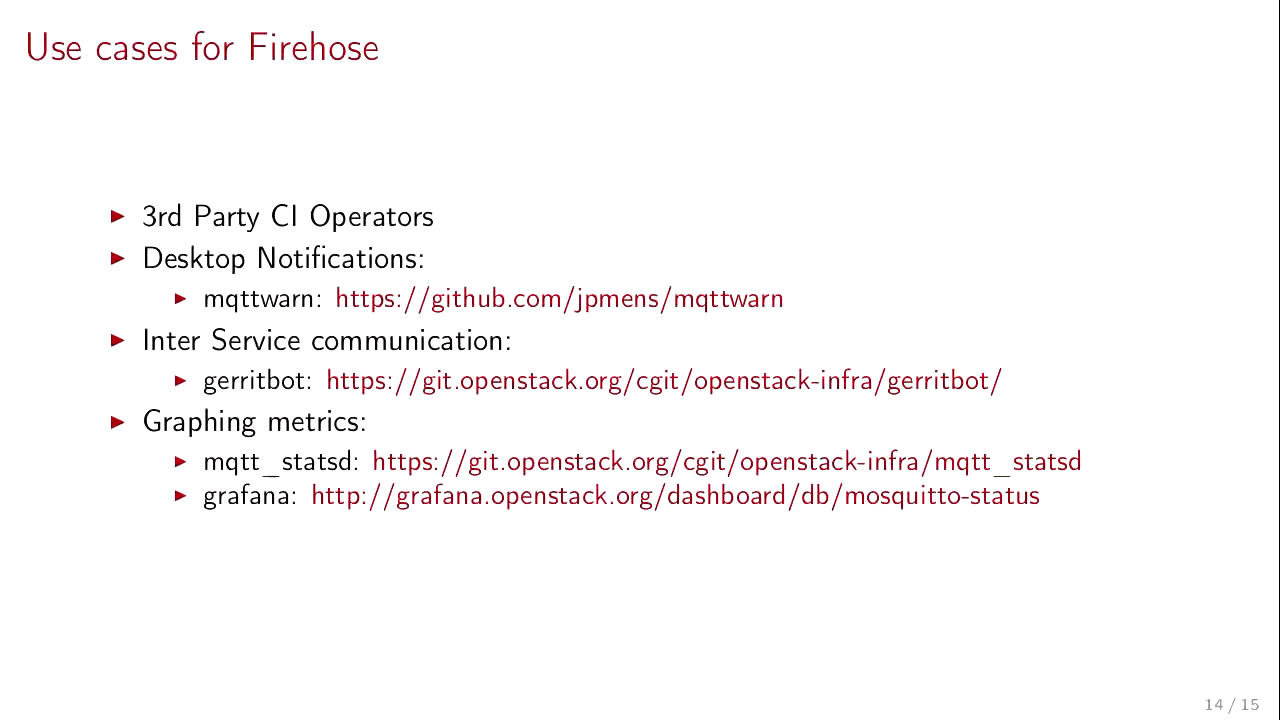 Use cases for Firehose
3rd Party CI Operators
Desktop Notifications:
mqttwarn: https://github.com/jpmens/mqttwarn
Inter Service communication:
gerritbot: https://git.openstack.org/cgit/openstack-infra/gerritbot/
Graphing metrics:
mqtt_statsd: https://git.openstack.org/cgit/openstack-infra/mqtt_statsd
grafana: http://grafana.openstack.org/dashboard/db/mosquitto-status
14 / 15